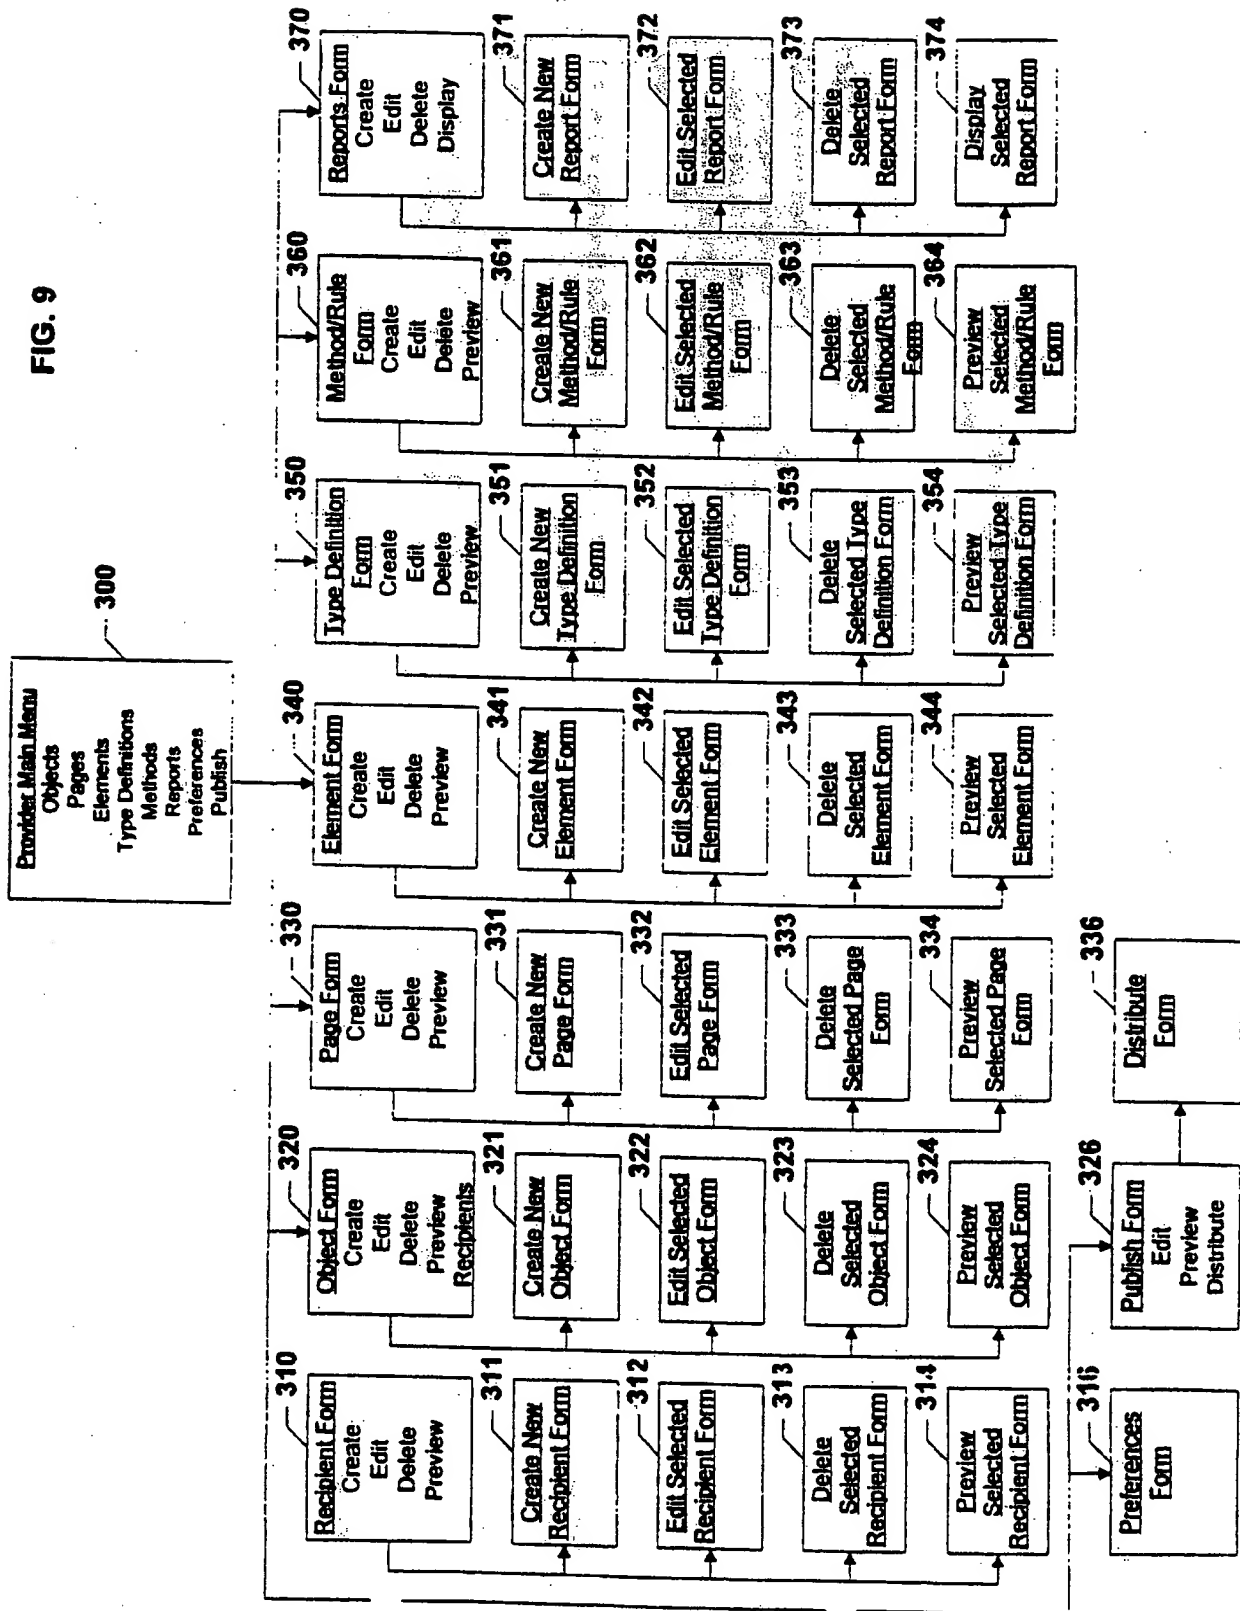 FIG. 9
300
Provider Main Menu
Objects
Pages
Elements
Type Definitions
Methods
Reports
Preferences
Publish
310
Recipient Form
Create
Edit
Delete
Preview
320
Object Form
Create
Edit
Delete
Preview
Recipients
330
Page Form
Create
Edit
Delete
Preview
340
Element Form
Create
Edit
Delete
Preview
350
Type Definition
Form
Create
Edit
Delete
Preview
360
Method/Rule
Form
Create
Edit
Delete
Preview
370
Reports Form
Create
Edit
Delete
Display
311
Create New
Recipient Form
321
Create New
Object Form
331
Create New
Page Form
341
Create New
Element Form
351
Create New
Type Definition
Form
361
Create New
Method/Rule
Form
371
Create New
Report Form
312
Edit Selected
Recipient Form
322
Edit Selected
Object Form
332
Edit Selected
Page Form
342
Edit Selected
Element Form
352
Edit Selected
Type Definition
Form
362
Edit Selected
Method/Rule
Form
372
Edit Selected
Report Form
313
Delete
Selected
Recipient Form
323
Delete
Selected
Object Form
333
Delete
Selected Page
Form
343
Delete
Selected
Element Form
353
Delete
Selected Type
Definition Form
363
Delete
Selected
Method/Rule
Form
373
Delete
Selected
Report Form
314
Preview
Selected
Recipient Form
324
Preview
Selected
Object Form
334
Preview
Selected Page
Form
344
Preview
Selected
Element Form
354
Preview
Selected Type
Definition Form
364
Preview
Selected
Method/Rule
Form
374
Display
Selected
Report Form
316
Preferences
Form
326
Publish Form
Edit
Preview
Distribute
336
Distribute
Form